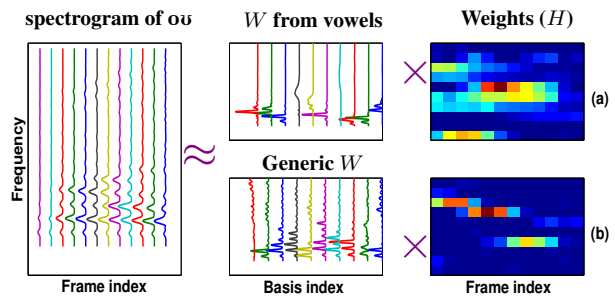 spectrogram of oʊ
W from vowels
Weights (H)
Frequency
≈
×
(a)
Generic W
×
(b)
Frame index
Basis index
Frame index